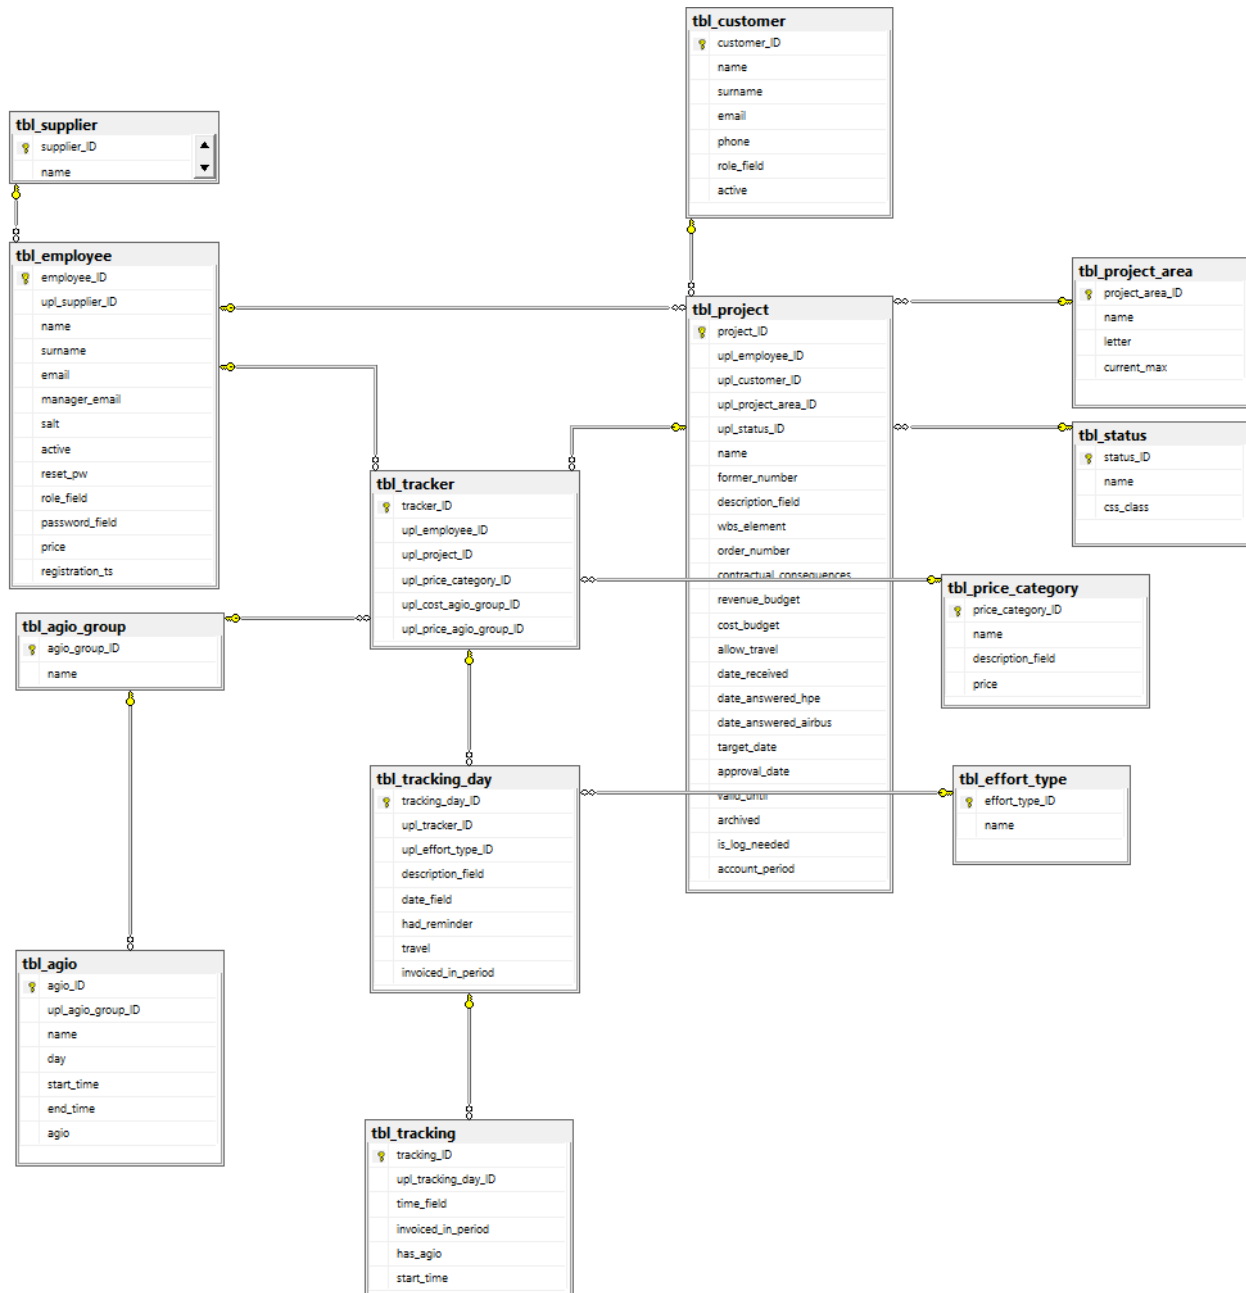 tbl_customer
customer_ID
name
surname
email
phone
role_field
active
tbl_supplier
supplier_ID
name
tbl_employee
employee_ID
upl_supplier_ID
name
surname
email
manager_email
salt
active
reset_pw
role_field
password_field
price
registration_ts
tbl_project
project_ID
upl_employee_ID
upl_customer_ID
upl_project_area_ID
upl_status_ID
name
former_number
description_field
wbs_element
order_number
contractual_consequences
revenue_budget
cost_budget
allow_travel
date_received
date_answered_hpe
date_answered_airbus
target_date
approval_date
valid_until
archived
is_log_needed
account_period
tbl_project_area
project_area_ID
name
letter
current_max
tbl_status
status_ID
name
css_class
tbl_tracker
tracker_ID
upl_employee_ID
upl_project_ID
upl_price_category_ID
upl_cost_agio_group_ID
upl_price_agio_group_ID
tbl_price_category
price_category_ID
name
description_field
price
tbl_agio_group
agio_group_ID
name
tbl_tracking_day
tracking_day_ID
upl_tracker_ID
upl_effort_type_ID
description_field
date_field
had_reminder
travel
invoiced_in_period
tbl_effort_type
effort_type_ID
name
tbl_agio
agio_ID
upl_agio_group_ID
name
day
start_time
end_time
agio
tbl_tracking
tracking_ID
upl_tracking_day_ID
time_field
invoiced_in_period
has_agio
start_time